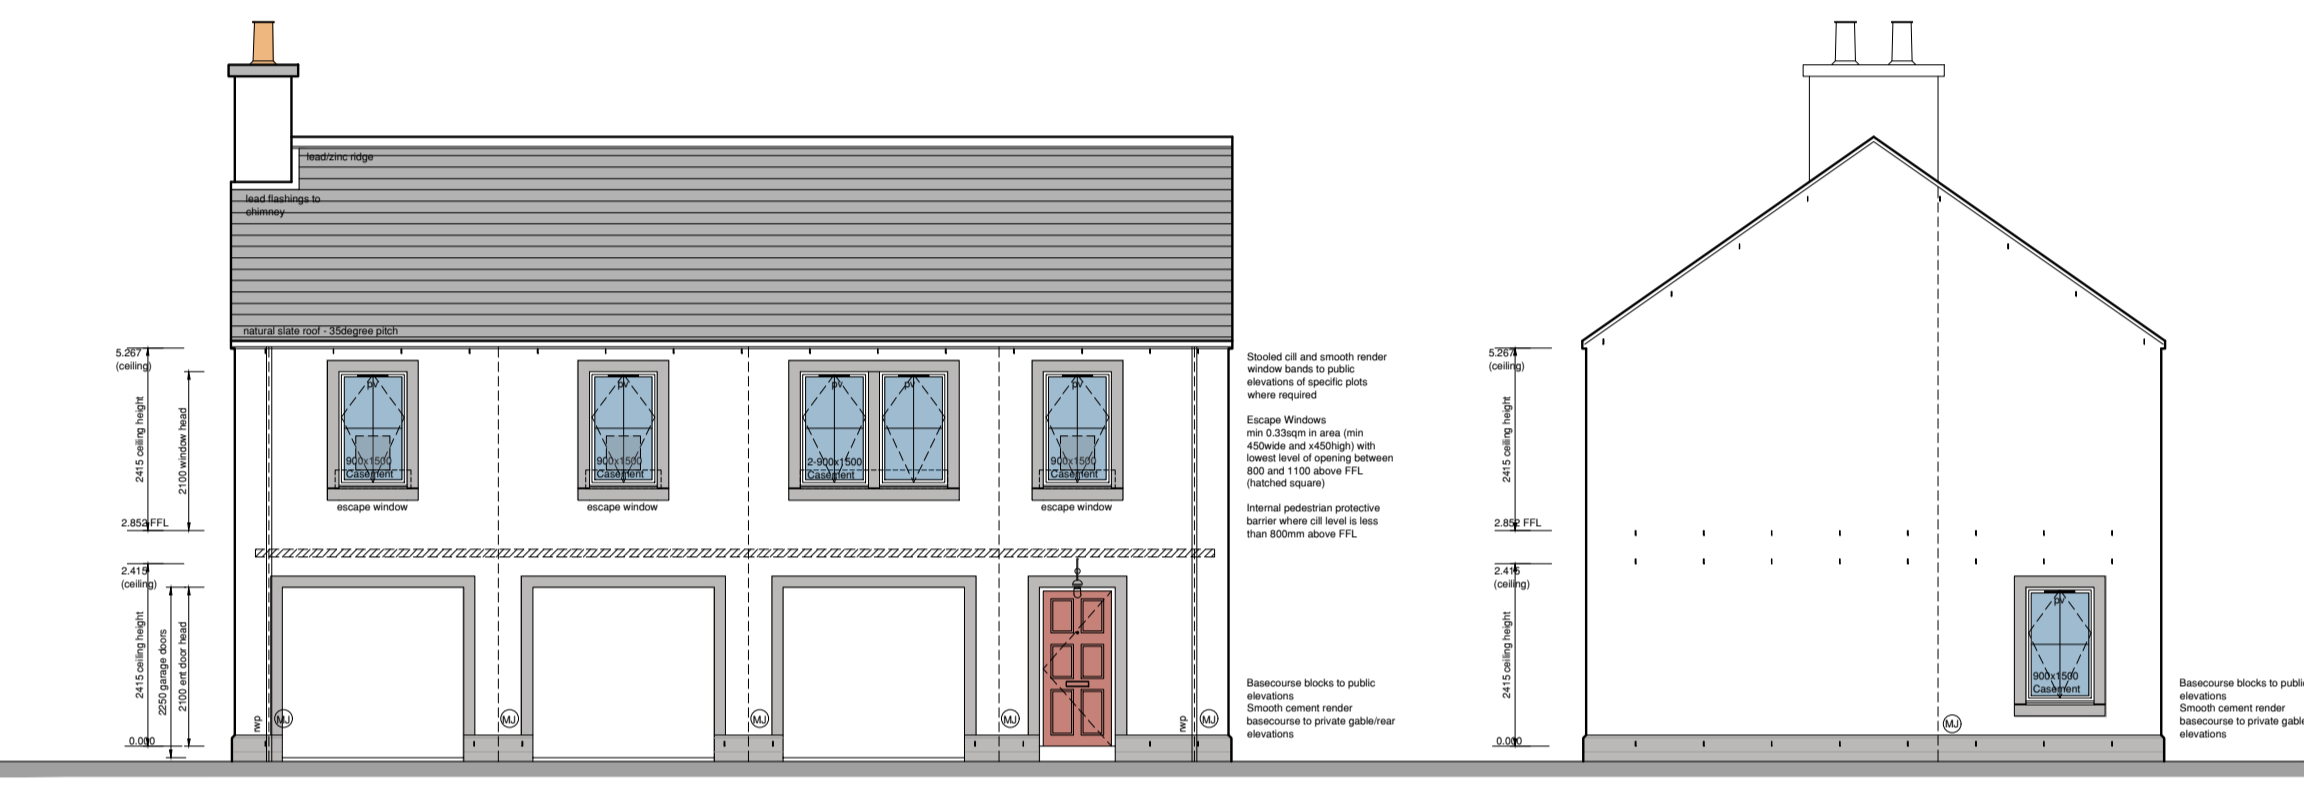 lead/zinc ridge
lead flashings to
chimney
natural slate roof - 35degree pitch
5.267
(ceiling)
2415 ceiling height
2100 window head
2.852 FFL
2.415
(ceiling)
2415 ceiling height
2250 garage doors
2100 ent door head
0.000
pv
900x1500
Casement
escape window
pv
900x1500
Casement
escape window
pv
pv
2-900x1500
Casement
pv
900x1500
Casement
escape window
rwp
MJ
MJ
MJ
MJ
rwp
MJ
Stooled cill and smooth render
window bands to public
elevations of specific plots
where required
Escape Windows
min 0.33sqm in area (min
450wide and x450high) with
lowest level of opening between
800 and 1100 above FFL
(hatched square)
Internal pedestrian protective
barrier where cill level is less
than 800mm above FFL
Basecourse blocks to public
elevations
Smooth cement render
basecourse to private gable/rear
elevations
5.267
(ceiling)
2415 ceiling height
2.852 FFL
2.415
(ceiling)
2415 ceiling height
0.000
pv
900x1500
Casement
MJ
Basecourse blocks to public
elevations
Smooth cement render
basecourse to private gable
elevations